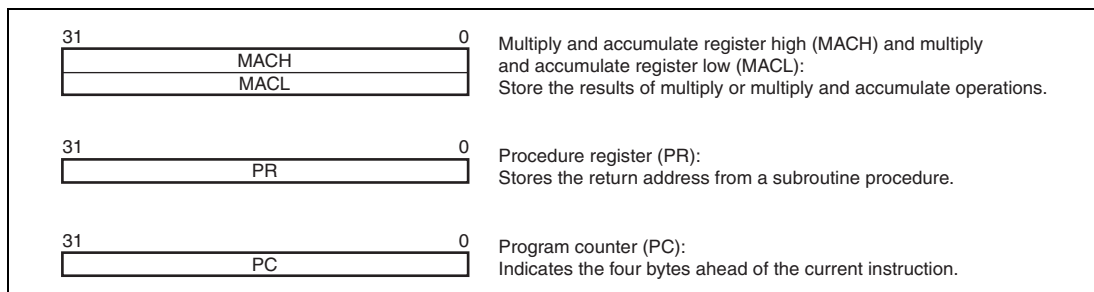 31 0
MACH
MACL
Multiply and accumulate register high (MACH) and multiply
and accumulate register low (MACL):
Store the results of multiply or multiply and accumulate operations.
31 0
PR
Procedure register (PR):
Stores the return address from a subroutine procedure.
31 0
PC
Program counter (PC):
Indicates the four bytes ahead of the current instruction.